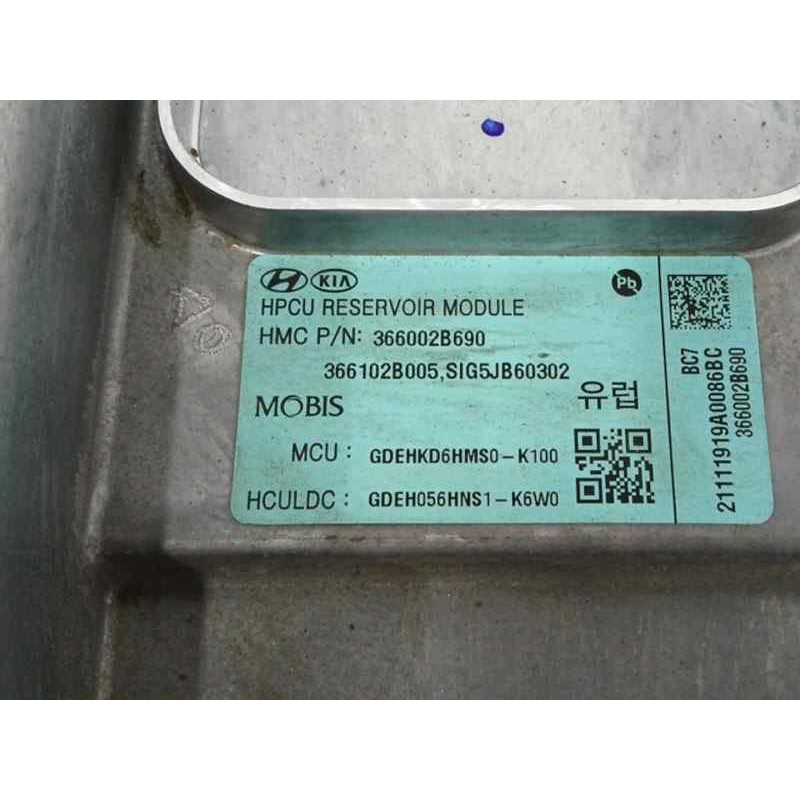 KIA
Pb
HPCU RESERVOIR MODULE
HMC P/N: 366002B690
366102B005,SIG5JB60302
MOBIS
유럽
MCU : GDEHKD6HMS0-K100
HCULDC : GDEH056HNS1-K6W0
BC7
21111919A0086BC
366002B690